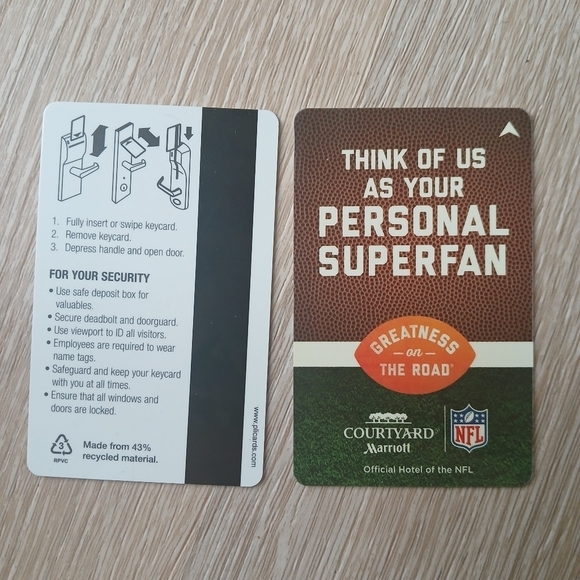 1. Fully insert or swipe keycard.
2. Remove keycard.
3. Depress handle and open door.
FOR YOUR SECURITY
• Use safe deposit box for
valuables.
• Secure deadbolt and doorguard.
• Use viewport to ID all visitors.
• Employees are required to wear
name tags.
• Safeguard and keep your keycard
with you at all times.
• Ensure that all windows and
doors are locked.
3
RPVC
Made from 43%
recycled material.
www.plicards.com
THINK OF US
AS YOUR
PERSONAL
SUPERFAN
GREATNESS
on
THE ROAD
COURTYARD®
Marriott
NFL
Official Hotel of the NFL